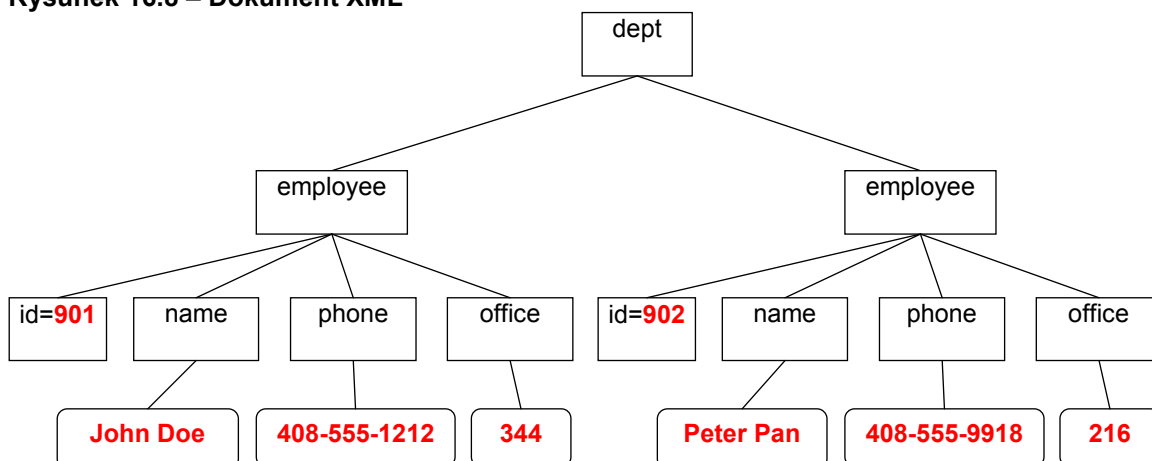 Rysunek 16.8 – Dokument XML
dept
employee employee
id=901 name phone office id=902 name phone office
John Doe 408-555-1212 344 Peter Pan 408-555-9918 216